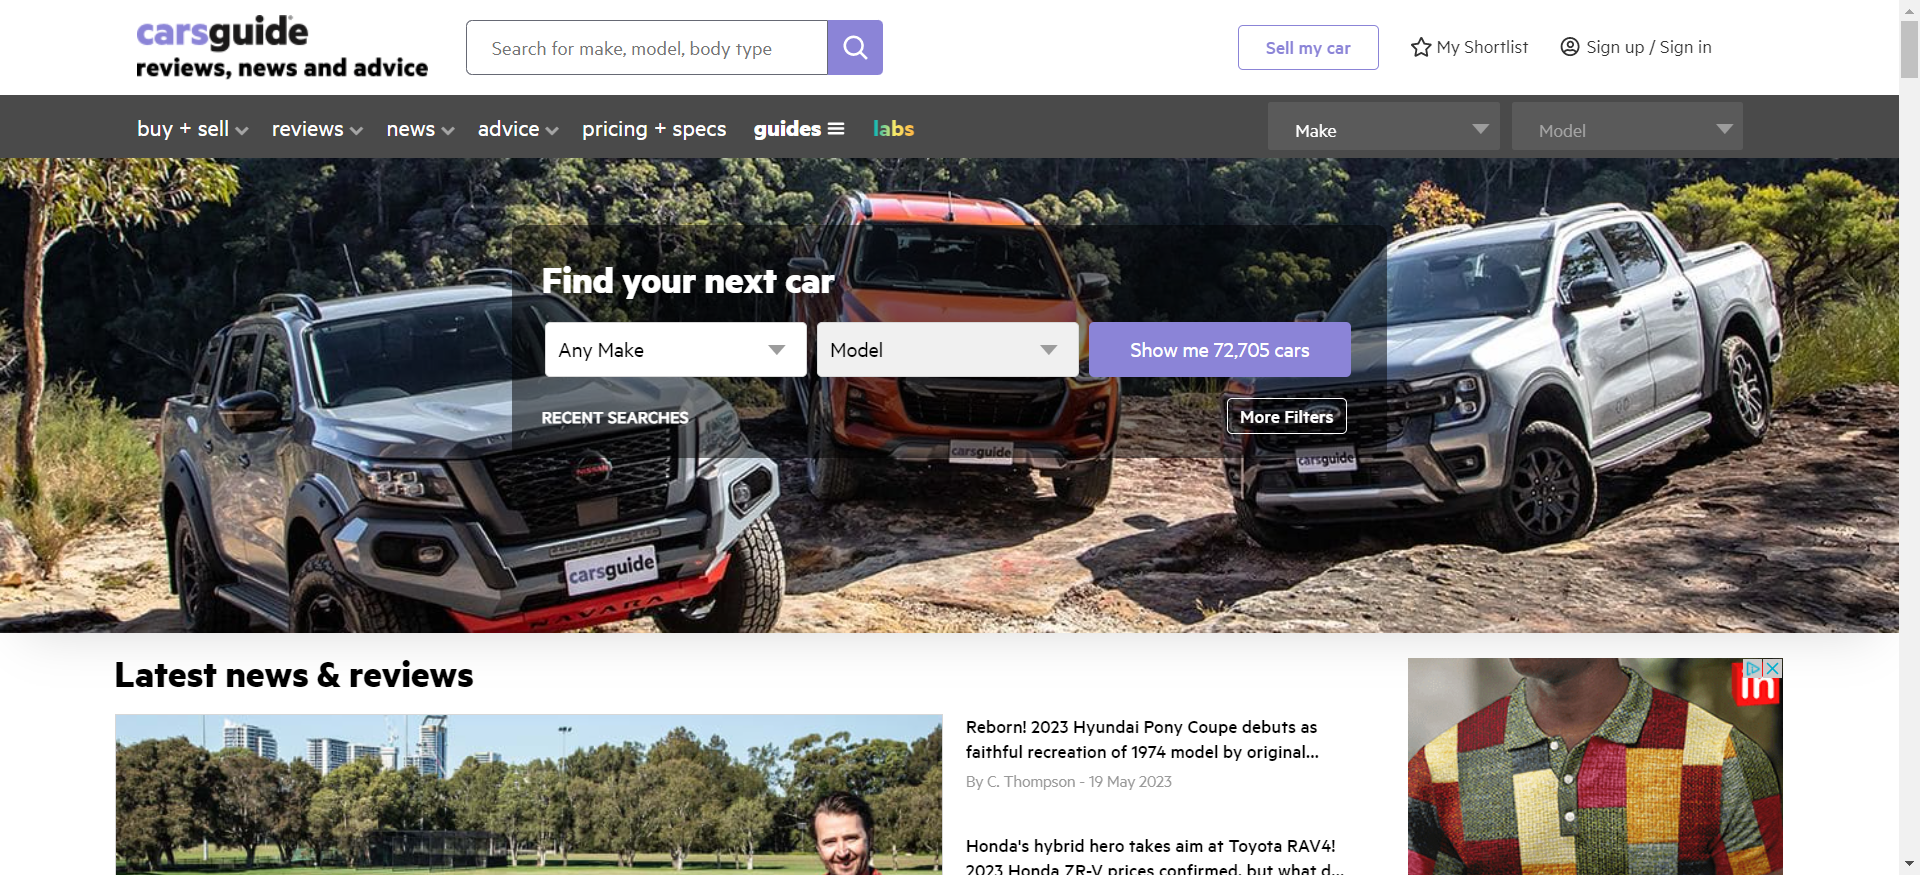 carsguide
reviews, news and advice
Search for make, model, body type
Sell my car
My Shortlist
Sign up / Sign in
buy + sell
reviews
news
advice
pricing + specs
guides
labs
Make
Model
Find your next car
Any Make
Model
Show me 72,705 cars
RECENT SEARCHES
More Filters
carsguide
carsguide
NISSAN
carsguide
NAVARA
Latest news & reviews
Reborn! 2023 Hyundai Pony Coupe debuts as
faithful recreation of 1974 model by original...
By C. Thompson - 19 May 2023
Honda's hybrid hero takes aim at Toyota RAV4!
2023 Honda ZR-V prices confirmed, but what d...
in